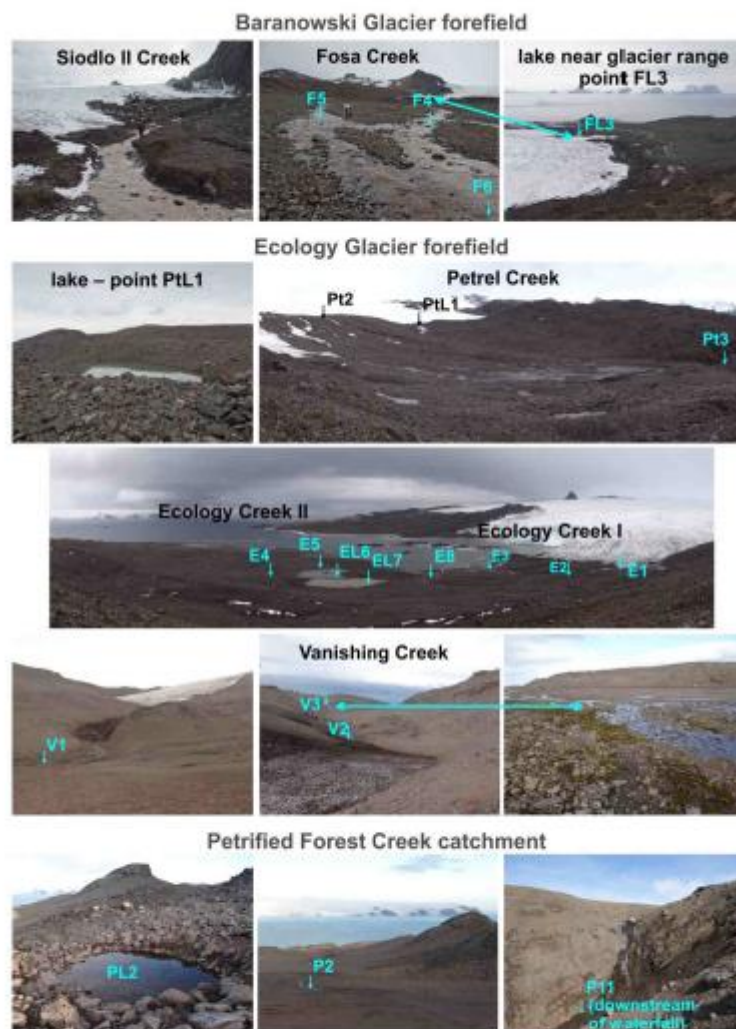 Baranowski Glacier forefield
Siodlo II Creek
Fosa Creek
lake near glacier range
point FL3
F5
F4
FL3
F6
Ecology Glacier forefield
lake – point PtL1
Petrel Creek
Pt2
PtL1
Pt3
Ecology Creek II
Ecology Creek I
E4
E5
EL6
EL7
E8
E3
E2
E1
Vanishing Creek
V1
V3
V2
Petrified Forest Creek catchment
PL2
P2
P11
(downstream
of waterfall)